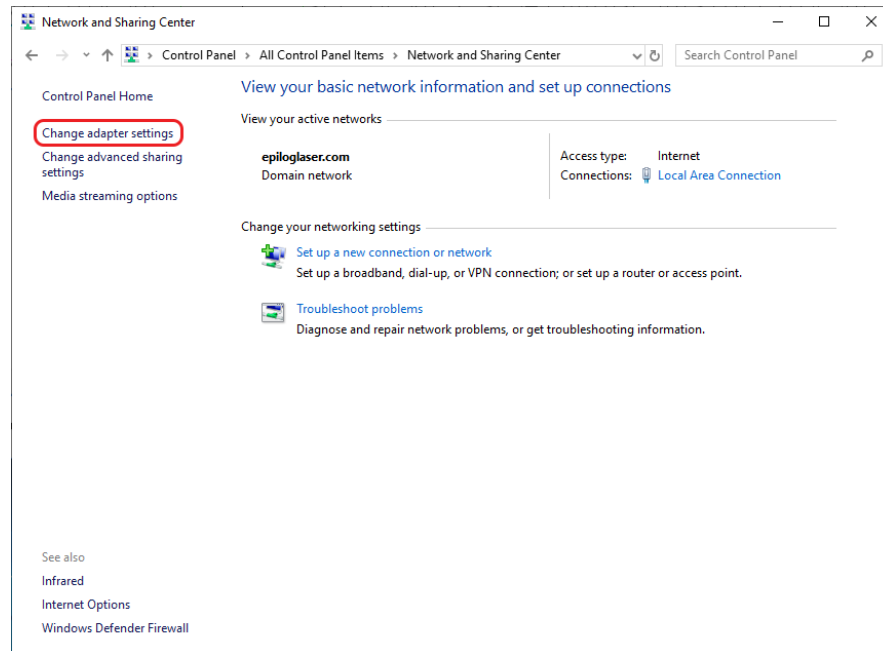 Network and Sharing Center
Control Panel > All Control Panel Items > Network and Sharing Center
Search Control Panel
Control Panel Home
Change adapter settings
Change advanced sharing
settings
Media streaming options
View your basic network information and set up connections
View your active networks
epiloglaser.com
Domain network
Access type: Internet
Connections: Local Area Connection
Change your networking settings
Set up a new connection or network
Set up a broadband, dial-up, or VPN connection; or set up a router or access point.
Troubleshoot problems
Diagnose and repair network problems, or get troubleshooting information.
See also
Infrared
Internet Options
Windows Defender Firewall